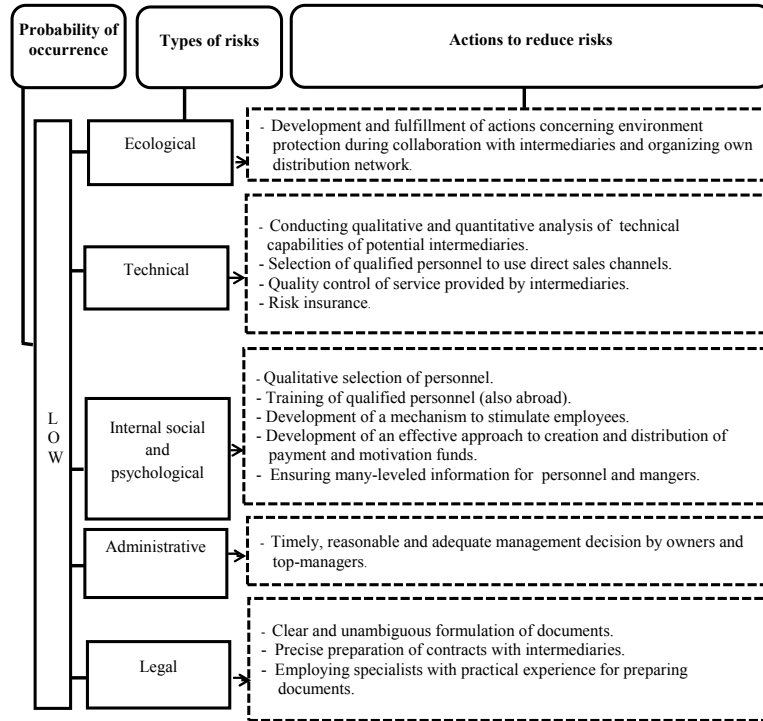 Probability of
occurrence
Types of risks
Actions to reduce risks
L
O
W
Ecological
- Development and fulfillment of actions concerning environment
protection during collaboration with intermediaries and organizing own
distribution network.
Technical
- Conducting qualitative and quantitative analysis of technical
capabilities of potential intermediaries.
- Selection of qualified personnel to use direct sales channels.
- Quality control of service provided by intermediaries.
- Risk insurance.
Internal social
and
psychological
- Qualitative selection of personnel.
- Training of qualified personnel (also abroad).
- Development of a mechanism to stimulate employees.
- Development of an effective approach to creation and distribution of
payment and motivation funds.
- Ensuring many-leveled information for personnel and mangers.
Administrative
- Timely, reasonable and adequate management decision by owners and
top-managers.
Legal
- Clear and unambiguous formulation of documents.
- Precise preparation of contracts with intermediaries.
- Employing specialists with practical experience for preparing
documents.